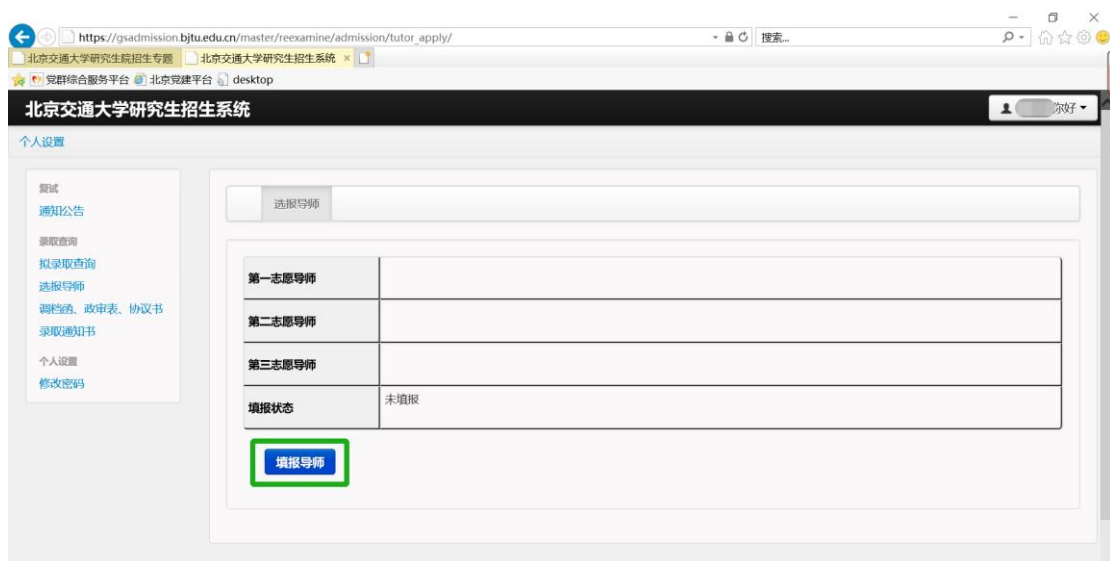 https://gsadmission.bjtu.edu.cn/master/reexamine/admission/tutor_apply/
搜索...
北京交通大学研究生院招生专题
北京交通大学研究生招生系统
党群综合服务平台 北京党建平台 desktop
北京交通大学研究生招生系统
你好
个人设置
复试
通知公告
录取查询
拟录取查询
选报导师
调档函、政审表、协议书
录取通知书
个人设置
修改密码
选报导师
第一志愿导师
第二志愿导师
第三志愿导师
填报状态 未填报
填报导师